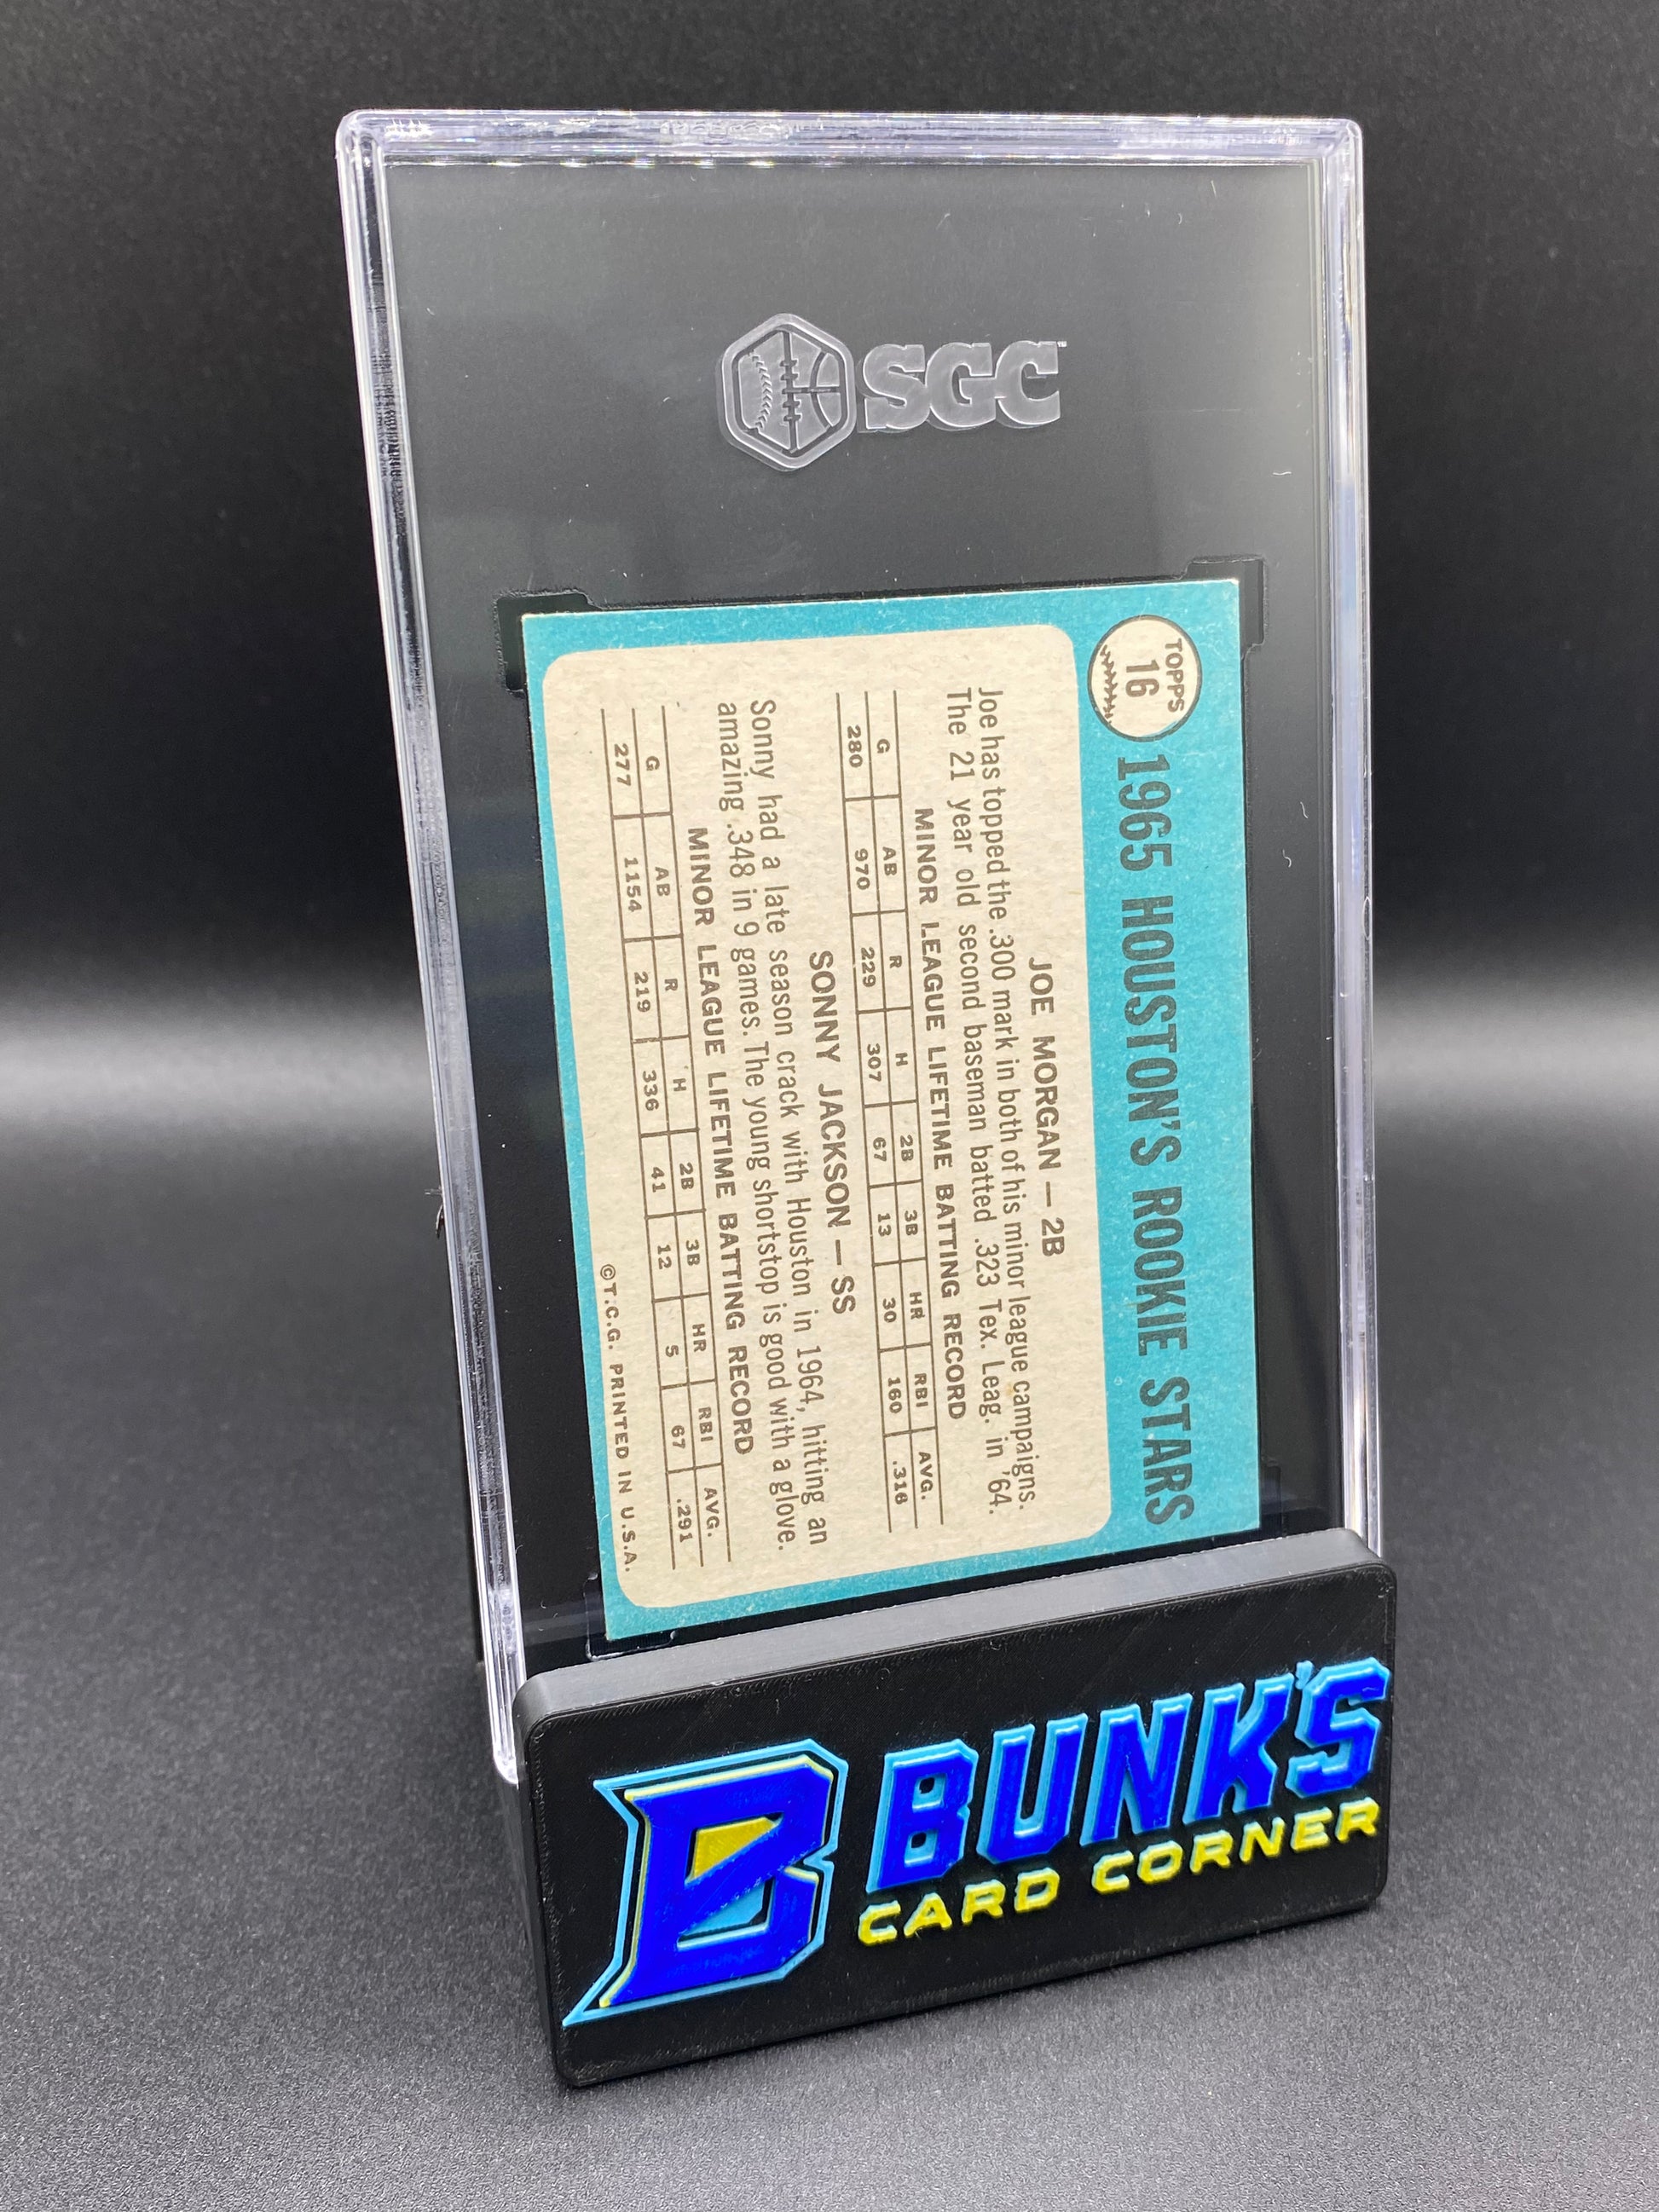 SGC™
TOPPS
16
1965 HOUSTON'S ROOKIE STARS
JOE MORGAN — 2B
Joe has topped the .300 mark in both of his minor league campaigns.
The 21 year old second baseman batted .323 Tex. Leag. in '64.
MINOR LEAGUE LIFETIME BATTING RECORD
G AB R H 2B 3B HR RBI AVG.
280 970 229 307 67 13 30 160 .316
SONNY JACKSON — SS
Sonny had a late season crack with Houston in 1964, hitting an
amazing .348 in 9 games. The young shortstop is good with a glove.
MINOR LEAGUE LIFETIME BATTING RECORD
G AB R H 2B 3B HR RBI AVG.
277 1154 219 336 41 12 5 67 .291
©T.C.G. PRINTED IN U.S.A.
B BUNK'S
CARD CORNER